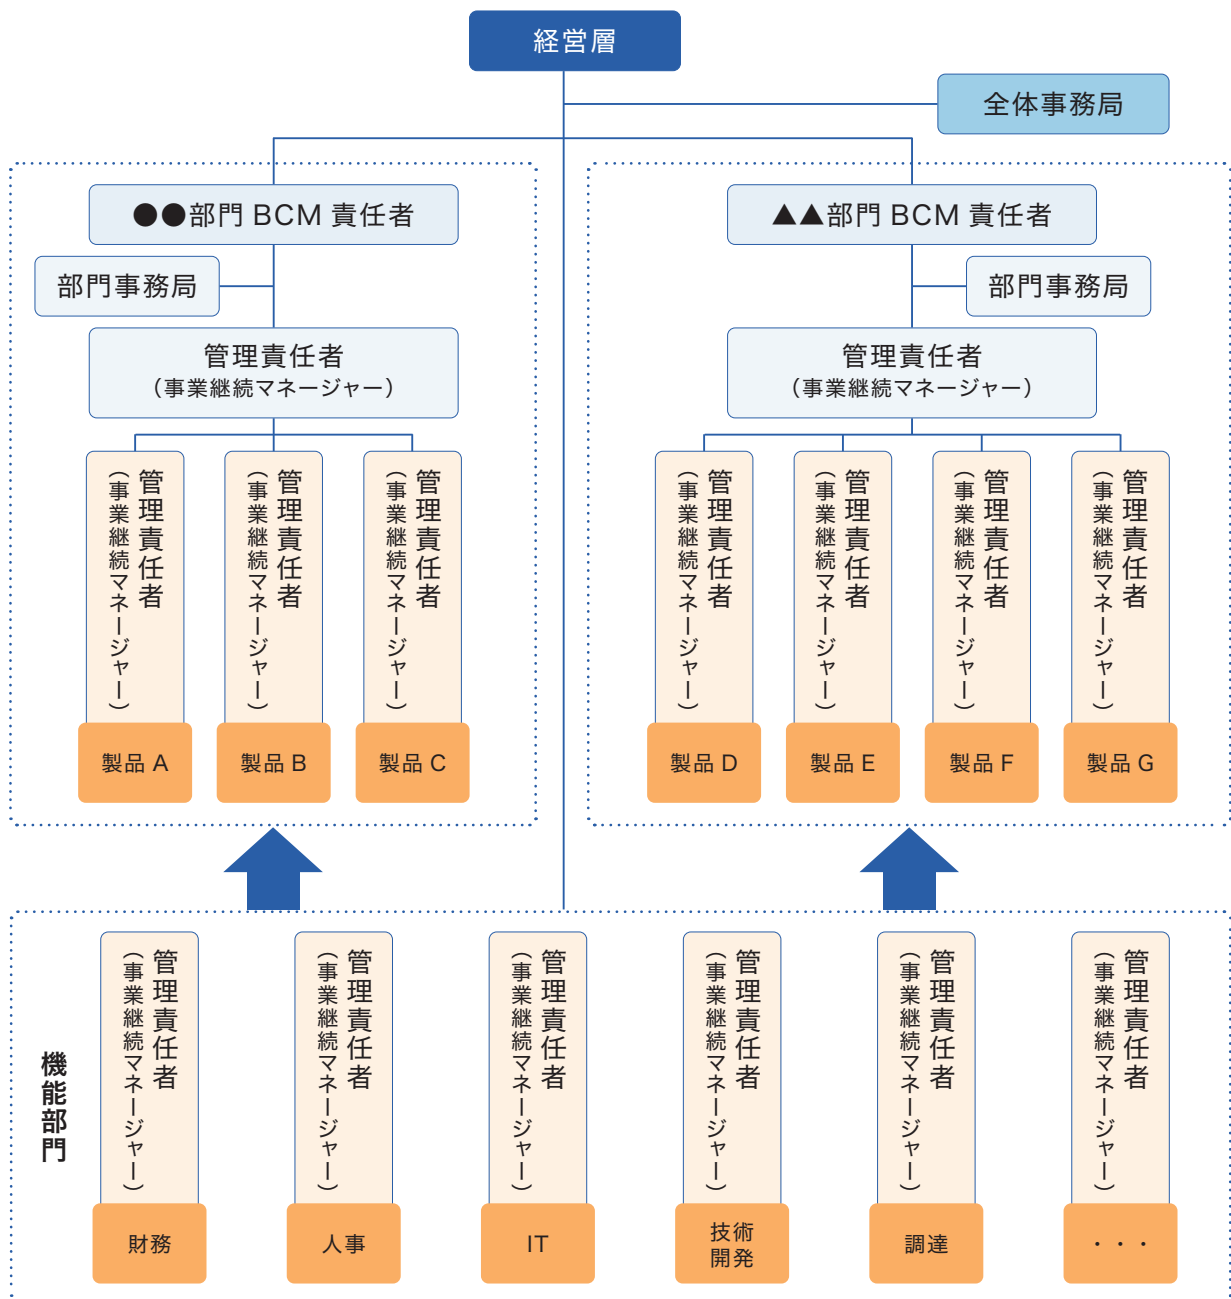 経営層
全体事務局
●●部門 BCM 責任者
部門事務局
管理責任者
（事業継続マネージャー）
管理責任者
（事業継続マネージャー）
製品 A
管理責任者
（事業継続マネージャー）
製品 B
管理責任者
（事業継続マネージャー）
製品 C
▲▲部門 BCM 責任者
部門事務局
管理責任者
（事業継続マネージャー）
管理責任者
（事業継続マネージャー）
製品 D
管理責任者
（事業継続マネージャー）
製品 E
管理責任者
（事業継続マネージャー）
製品 F
管理責任者
（事業継続マネージャー）
製品 G
機能部門
管理責任者
（事業継続マネージャー）
財務
管理責任者
（事業継続マネージャー）
人事
管理責任者
（事業継続マネージャー）
IT
管理責任者
（事業継続マネージャー）
技術
開発
管理責任者
（事業継続マネージャー）
調達
管理責任者
（事業継続マネージャー）
・・・